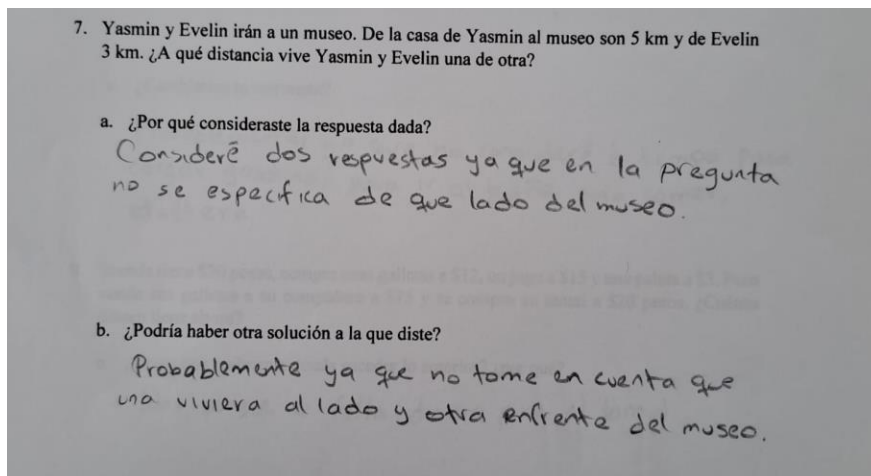 7. Yasmin y Evelin irán a un museo. De la casa de Yasmin al museo son 5 km y de Evelin
3 km. ¿A qué distancia vive Yasmin y Evelin una de otra?
a. ¿Por qué consideraste la respuesta dada?
Consideré dos respuestas ya que en la pregunta
no se especifica de que lado del museo.
b. ¿Podría haber otra solución a la que diste?
Probablemente ya que no tome en cuenta que
una viviera al lado y otra enfrente del museo.